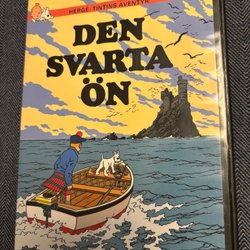 HERGÉ: TINTINS ÄVENTYR
DEN
SVARTA
ÖN